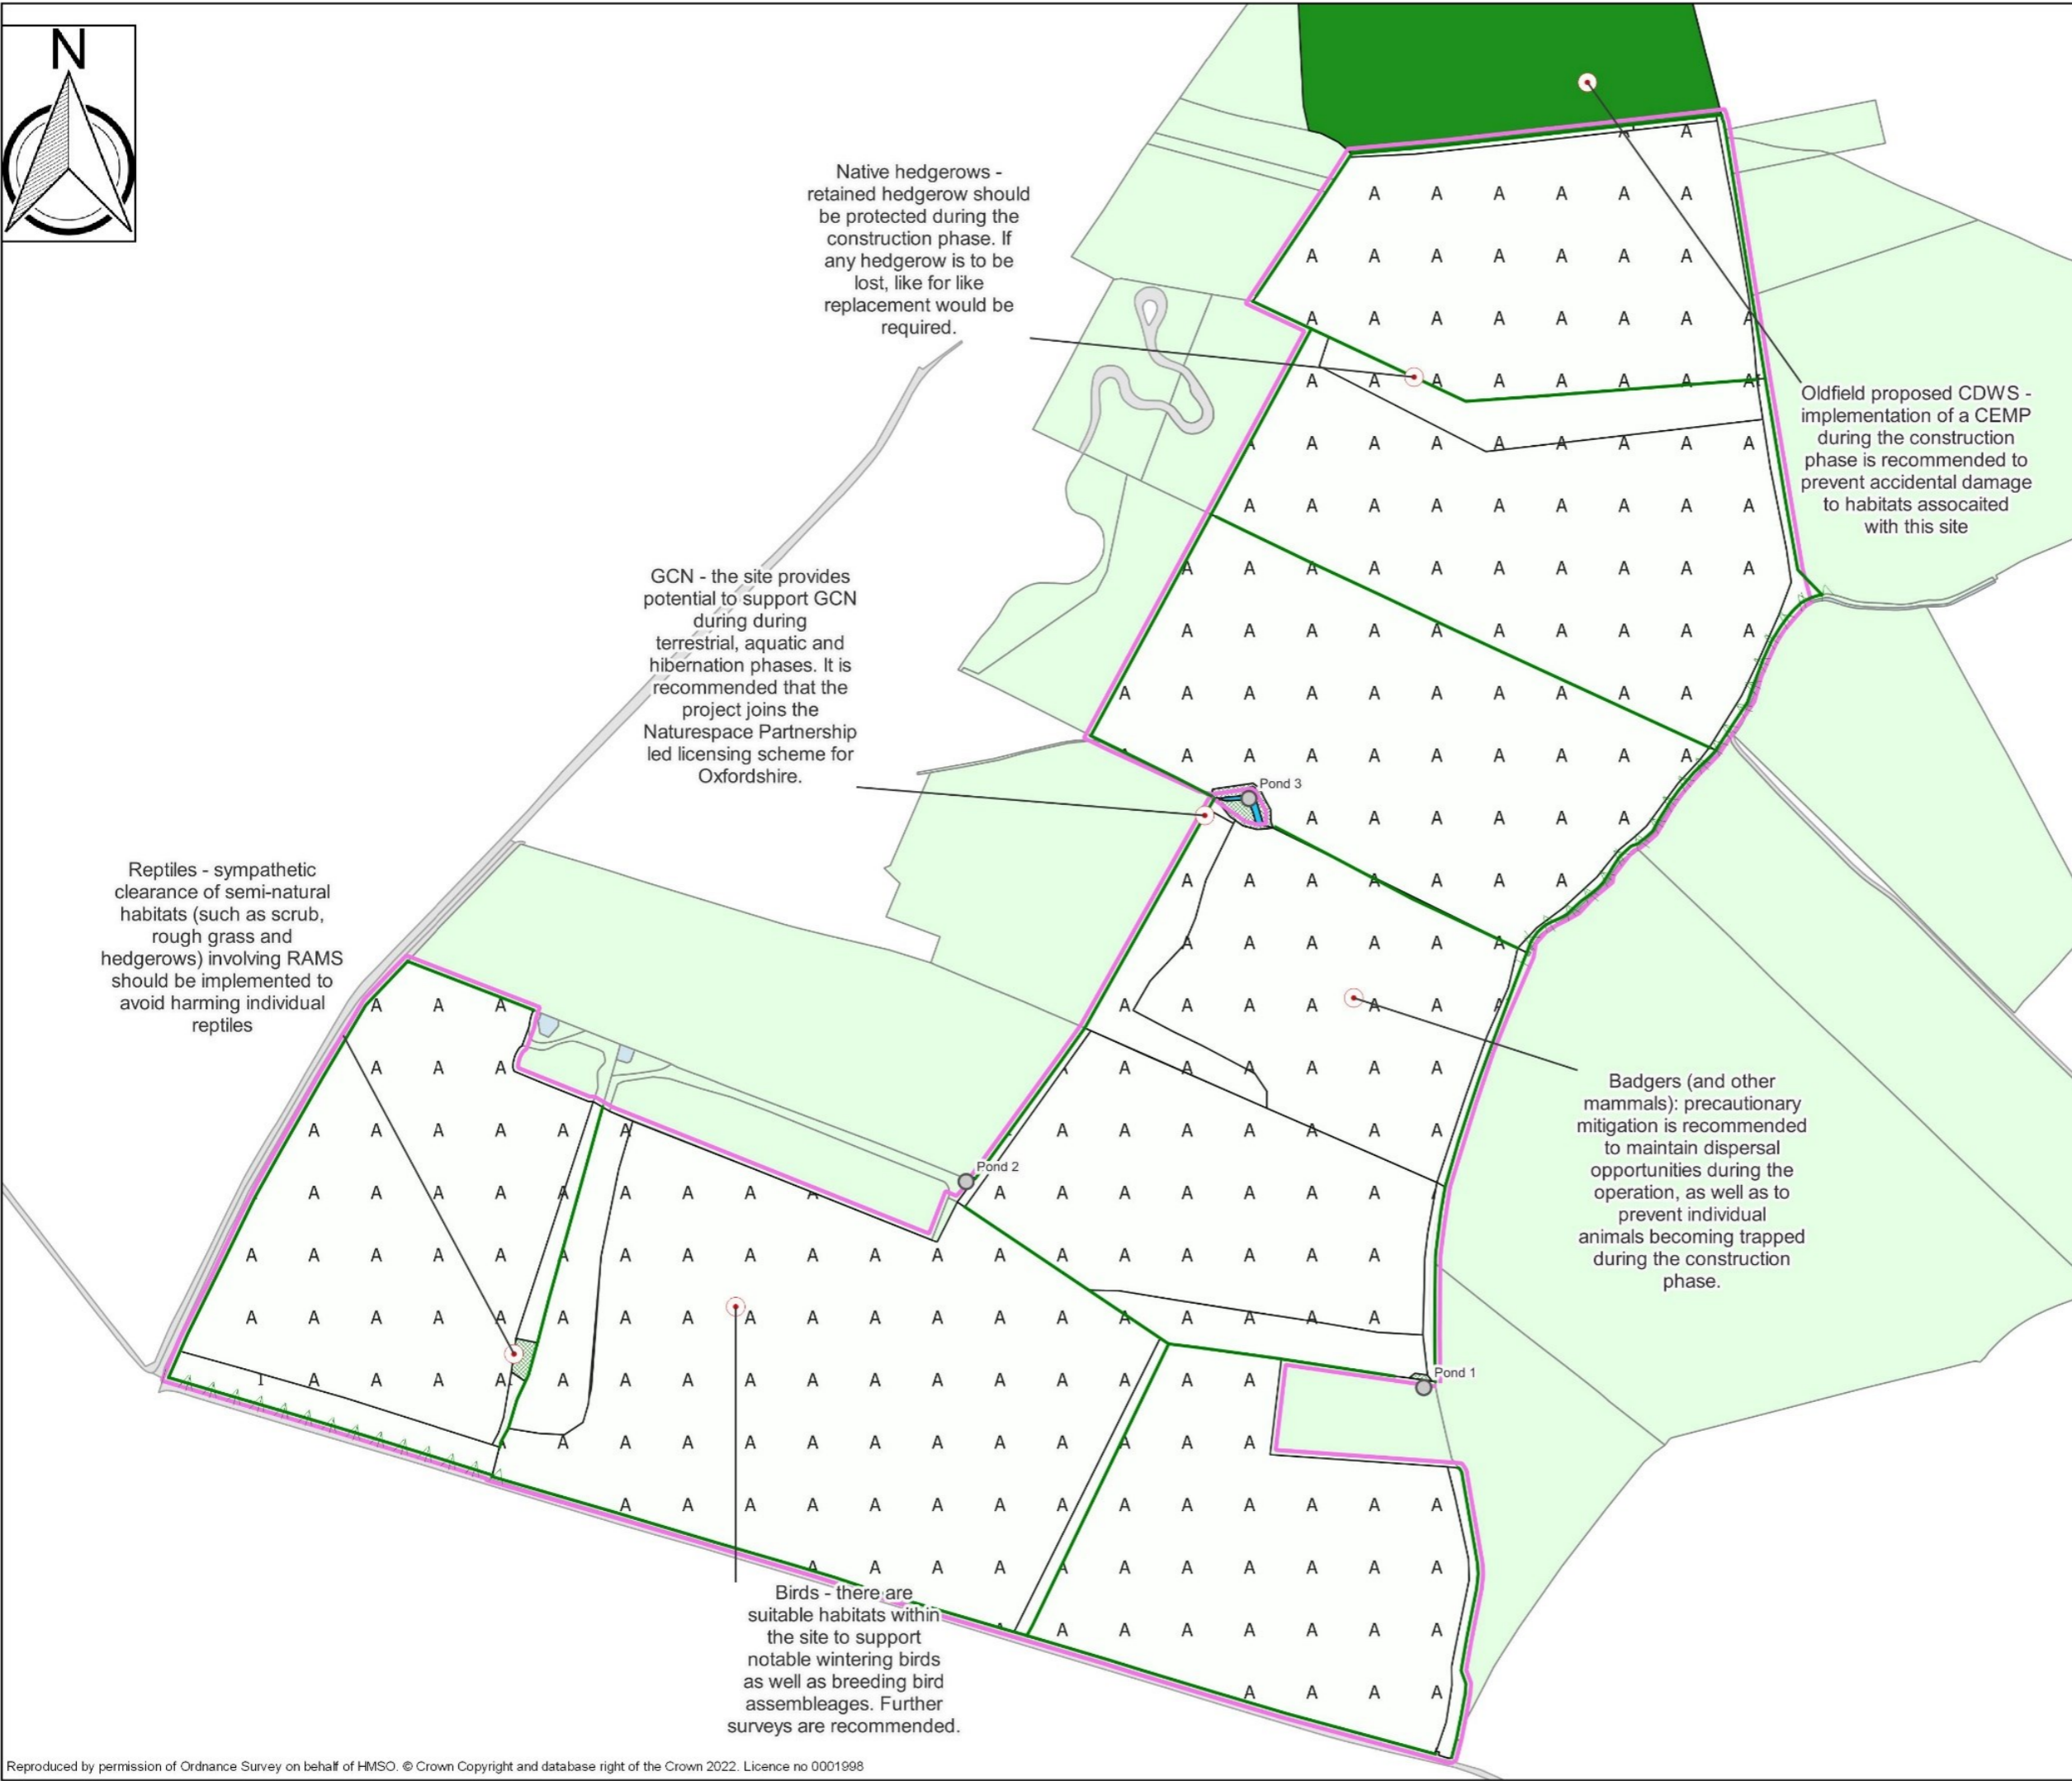 N
Native hedgerows -
retained hedgerow should
be protected during the
construction phase. If
any hedgerow is to be
lost, like for like
replacement would be
required.
Oldfield proposed CDWS -
implementation of a CEMP
during the construction
phase is recommended to
prevent accidental damage
to habitats assocaited
with this site
GCN - the site provides
potential to support GCN
during during
terrestrial, aquatic and
hibernation phases. It is
recommended that the
project joins the
Naturespace Partnership
led licensing scheme for
Oxfordshire.
Pond 3
Reptiles - sympathetic
clearance of semi-natural
habitats (such as scrub,
rough grass and
hedgerows) involving RAMS
should be implemented to
avoid harming individual
reptiles
Badgers (and other
mammals): precautionary
mitigation is recommended
to maintain dispersal
opportunities during the
operation, as well as to
prevent individual
animals becoming trapped
during the construction
phase.
Pond 2
Pond 1
Birds - there are
suitable habitats within
the site to support
notable wintering birds
as well as breeding bird
assembleages. Further
surveys are recommended.
Reproduced by permission of Ordnance Survey on behalf of HMSO. © Crown Copyright and database right of the Crown 2022. Licence no 0001998